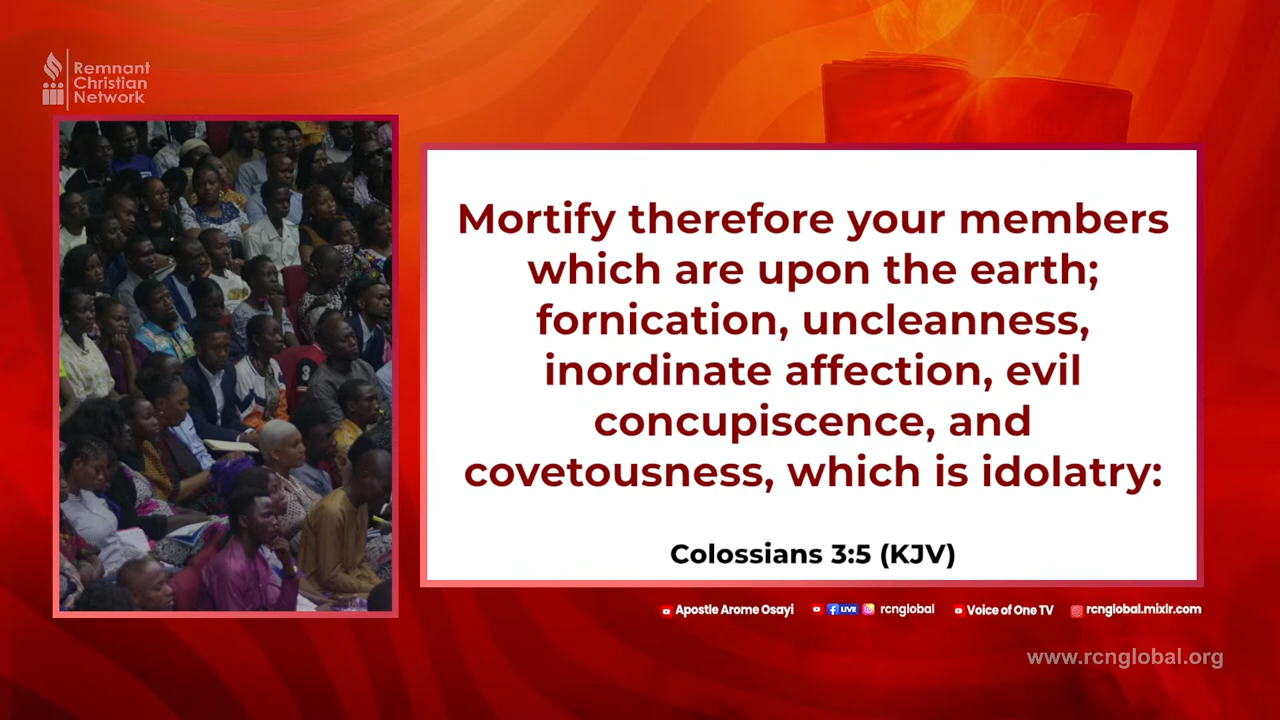 Remnant
Christian
Network
Mortify therefore your members
which are upon the earth;
fornication, uncleanness,
inordinate affection, evil
concupiscence, and
covetousness, which is idolatry:
Colossians 3:5 (KJV)
Apostle Arome Osayi LIVE rcnglobal Voice of One TV rcnglobal.mixlr.com
www.rcnglobal.org
3